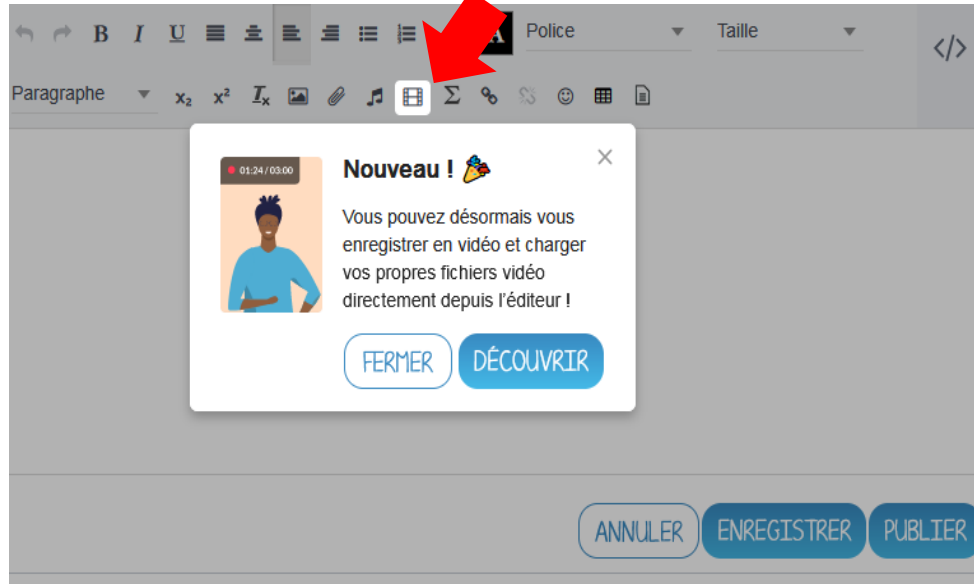 B I U A Police Taille </>
Paragraphe x₂ x² Tx Σ
01:24 / 03:00
Nouveau !
Vous pouvez désormais vous
enregistrer en vidéo et charger
vos propres fichiers vidéo
directement depuis l'éditeur !
FERMER DÉCOUVRIR
ANNULER ENREGISTRER PUBLIER